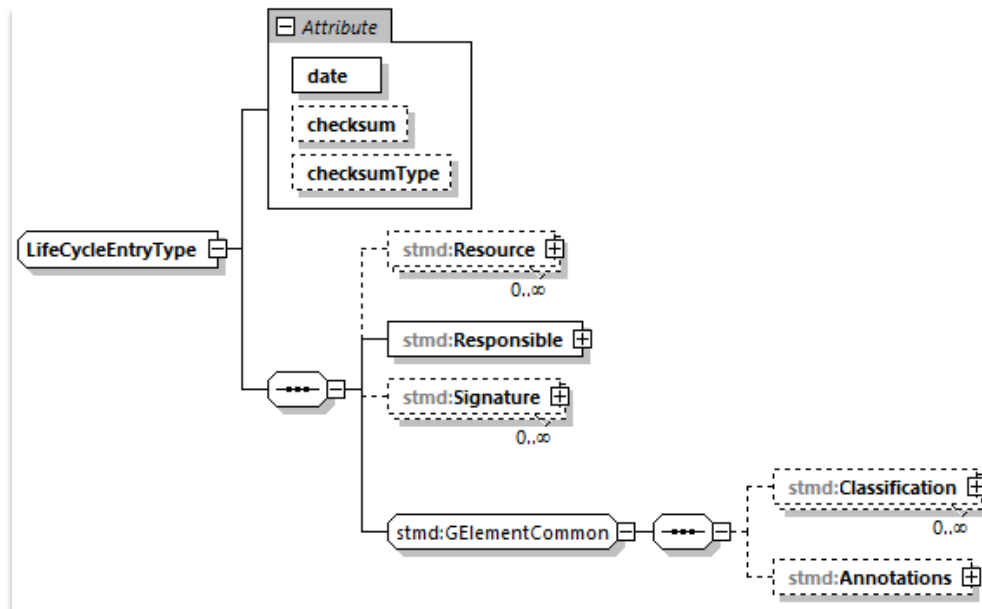 Attribute
date
checksum
checksumType
LifeCycleEntryType
stmd:Resource
0..∞
stmd:Responsible
stmd:Signature
0..∞
stmd:GElementCommon
stmd:Classification
0..∞
stmd:Annotations